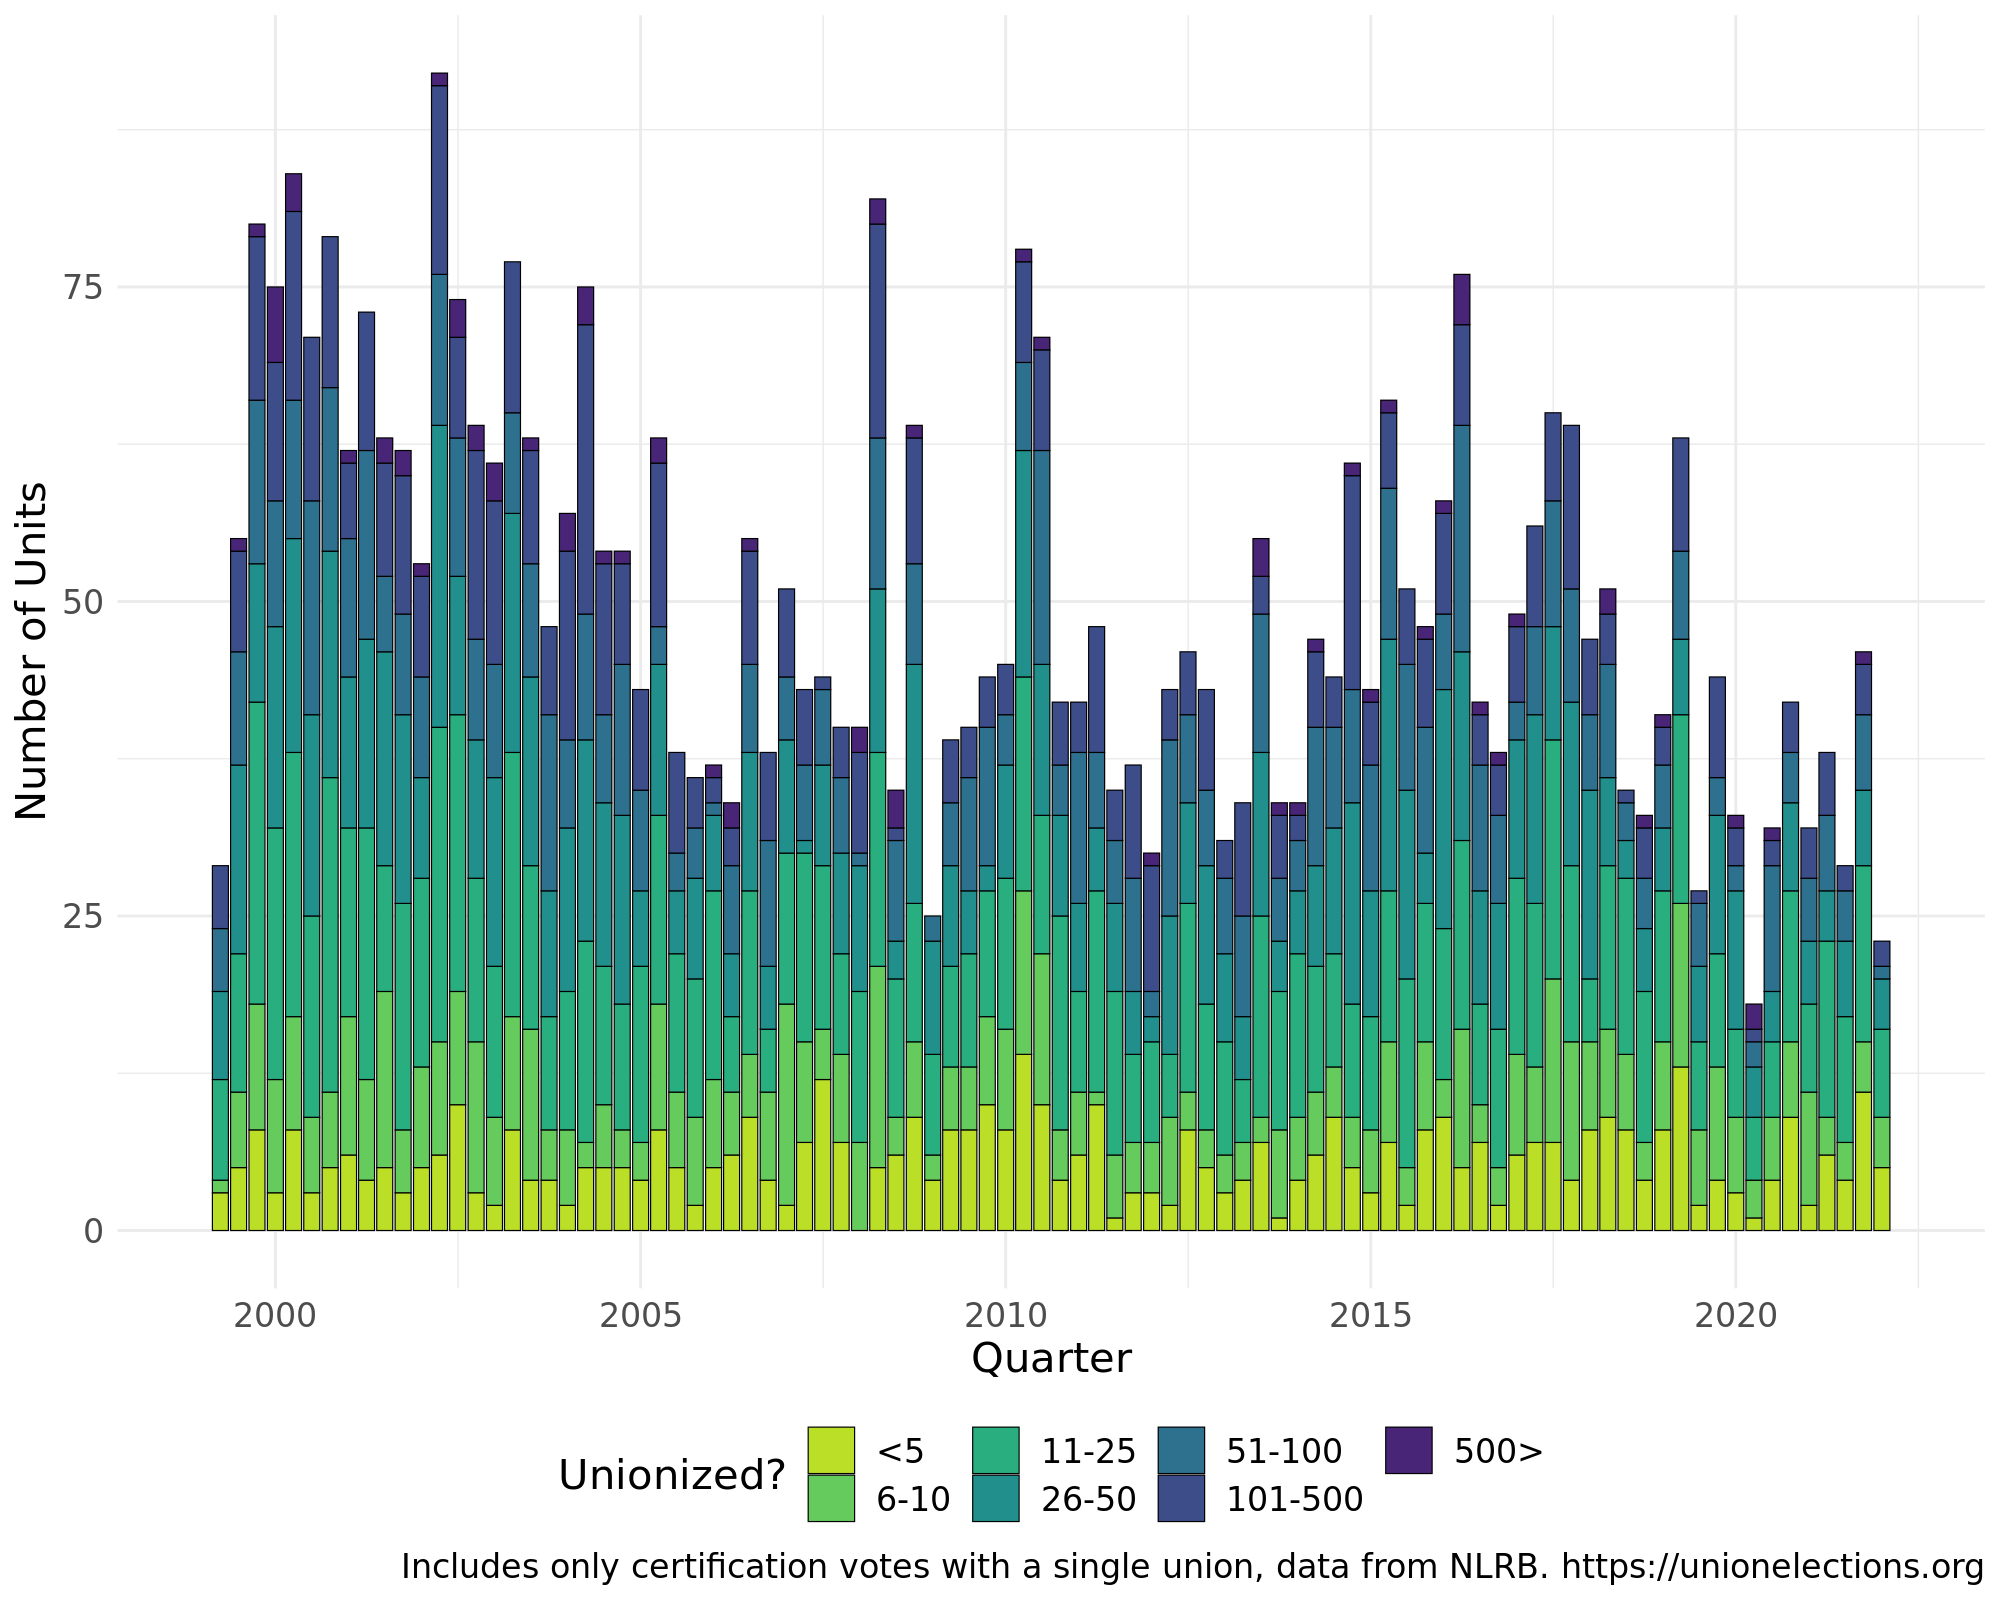 Number of Units
75
50
25
0
2000 2005 2010 2015 2020
Quarter
Unionized?
<5 11-25 51-100 500>
6-10 26-50 101-500
Includes only certification votes with a single union, data from NLRB. https://unionelections.org